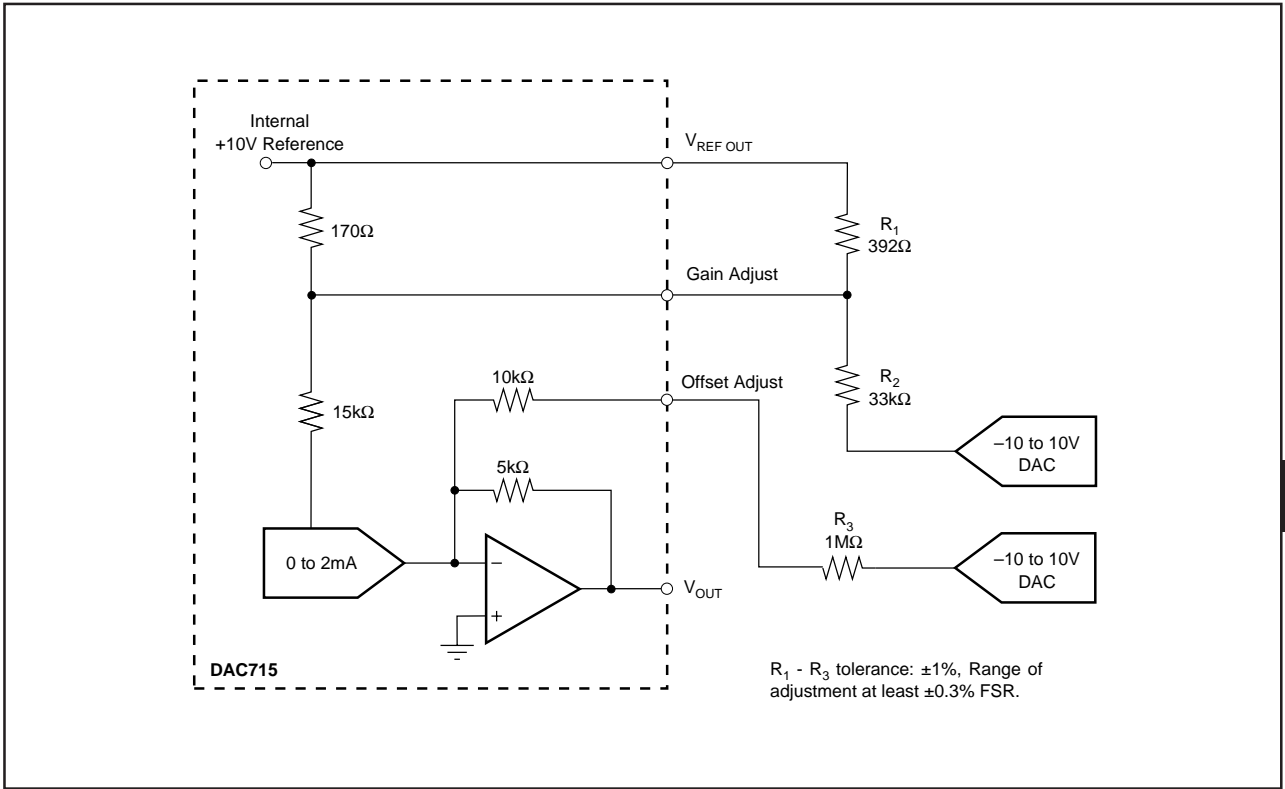 Internal
+10V Reference
V_REF OUT
170Ω
R₁
392Ω
Gain Adjust
15kΩ
10kΩ
Offset Adjust
R₂
33kΩ
–10 to 10V
DAC
5kΩ
R₃
1MΩ
0 to 2mA
–
+
V_OUT
–10 to 10V
DAC
DAC715
R₁ - R₃ tolerance: ±1%, Range of
adjustment at least ±0.3% FSR.